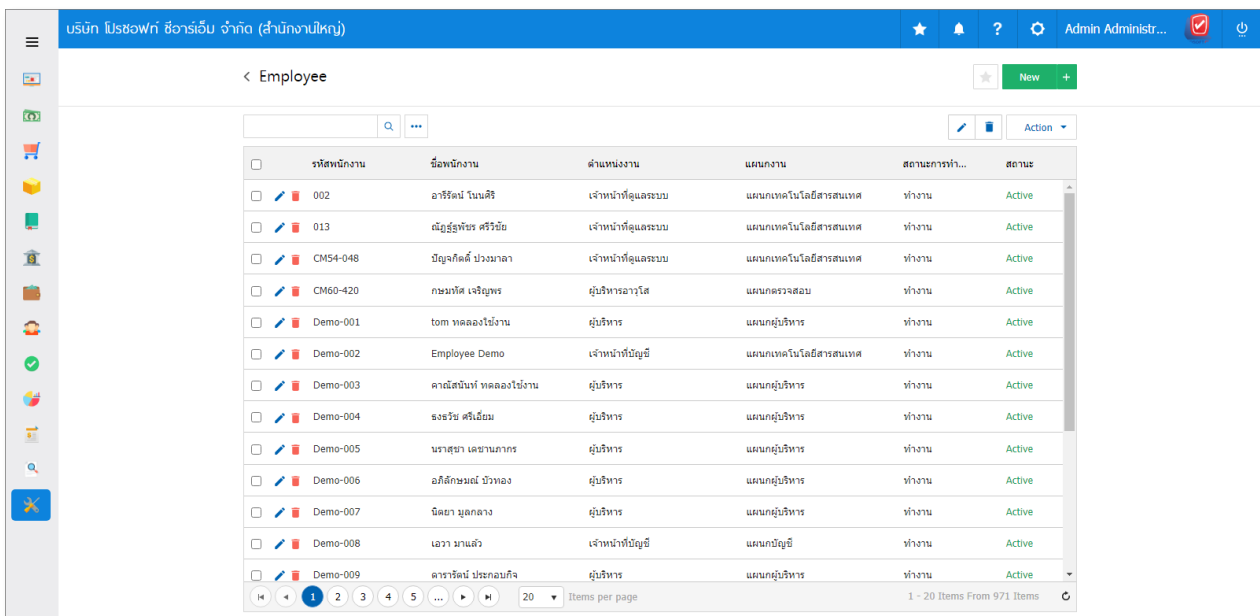 บริษัท โปรซอฟท์ ซีอาร์เอ็ม จำกัด (สำนักงานใหญ่) ? Admin Administr...
Employee New +
Action
รหัสพนักงาน ชื่อพนักงาน ตำแหน่งงาน แผนกงาน สถานะการทำ... สถานะ
002 อารีรัตน์ โนนศิริ เจ้าหน้าที่ดูแลระบบ แผนกเทคโนโลยีสารสนเทศ ทำงาน Active
013 ณัฏฐ์ฐพัชร ศรีวิชัย เจ้าหน้าที่ดูแลระบบ แผนกเทคโนโลยีสารสนเทศ ทำงาน Active
CM54-048 ปัญจกิตติ์ ปวงมาลา เจ้าหน้าที่ดูแลระบบ แผนกเทคโนโลยีสารสนเทศ ทำงาน Active
CM60-420 กษมทัศ เจริญพร ผู้บริหารอาวุโส แผนกตรวจสอบ ทำงาน Active
Demo-001 tom ทดลองใช้งาน ผู้บริหาร แผนกผู้บริหาร ทำงาน Active
Demo-002 Employee Demo เจ้าหน้าที่บัญชี แผนกเทคโนโลยีสารสนเทศ ทำงาน Active
Demo-003 คาณัสนันท์ ทดลองใช้งาน ผู้บริหาร แผนกผู้บริหาร ทำงาน Active
Demo-004 ธงธวัช ศรีเอี่ยม ผู้บริหาร แผนกผู้บริหาร ทำงาน Active
Demo-005 นราสุชา เดชานภากร ผู้บริหาร แผนกผู้บริหาร ทำงาน Active
Demo-006 อภิลักษมณ์ บัวทอง ผู้บริหาร แผนกผู้บริหาร ทำงาน Active
Demo-007 นิตยา มูลกลาง ผู้บริหาร แผนกผู้บริหาร ทำงาน Active
Demo-008 เอวา มาแล้ว เจ้าหน้าที่บัญชี แผนกบัญชี ทำงาน Active
Demo-009 ดารารัตน์ ประกอบกิจ ผู้บริหาร แผนกผู้บริหาร ทำงาน Active
1 2 3 4 5 ... 20 Items per page 1 - 20 Items From 971 Items